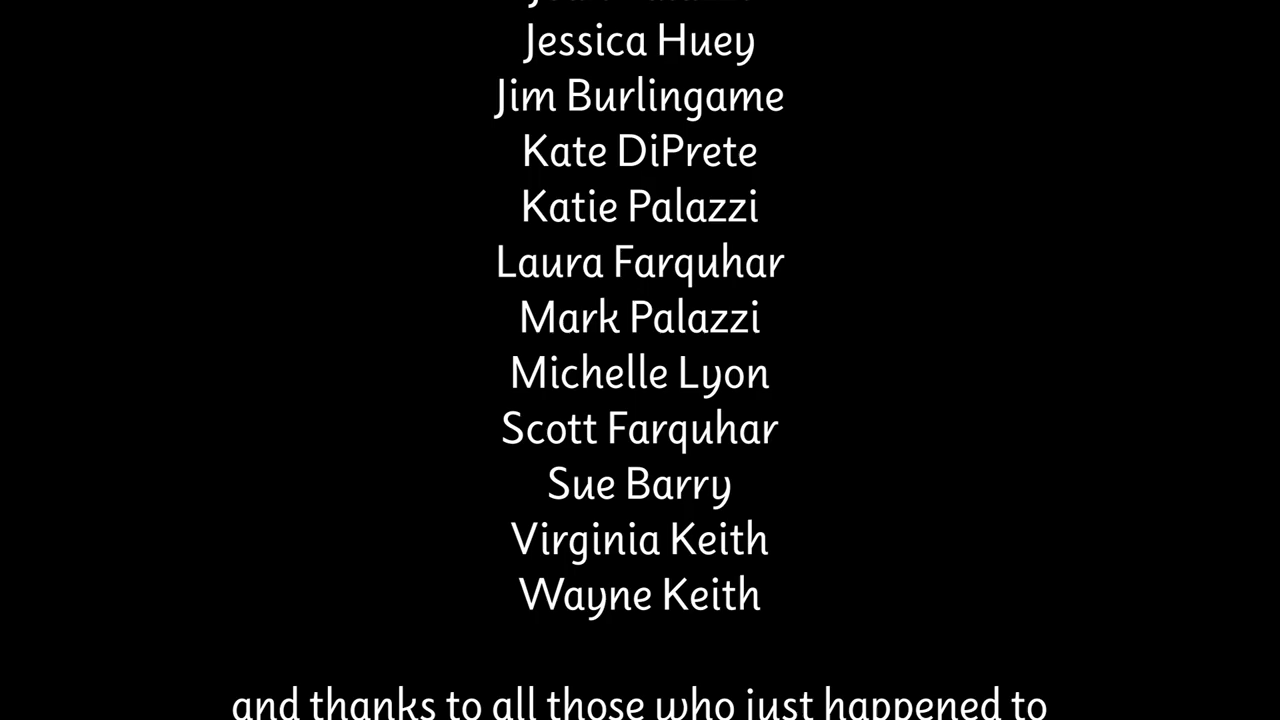 Jessica Huey
Jim Burlingame
Kate DiPrete
Katie Palazzi
Laura Farquhar
Mark Palazzi
Michelle Lyon
Scott Farquhar
Sue Barry
Virginia Keith
Wayne Keith
and thanks to all those who just happened to